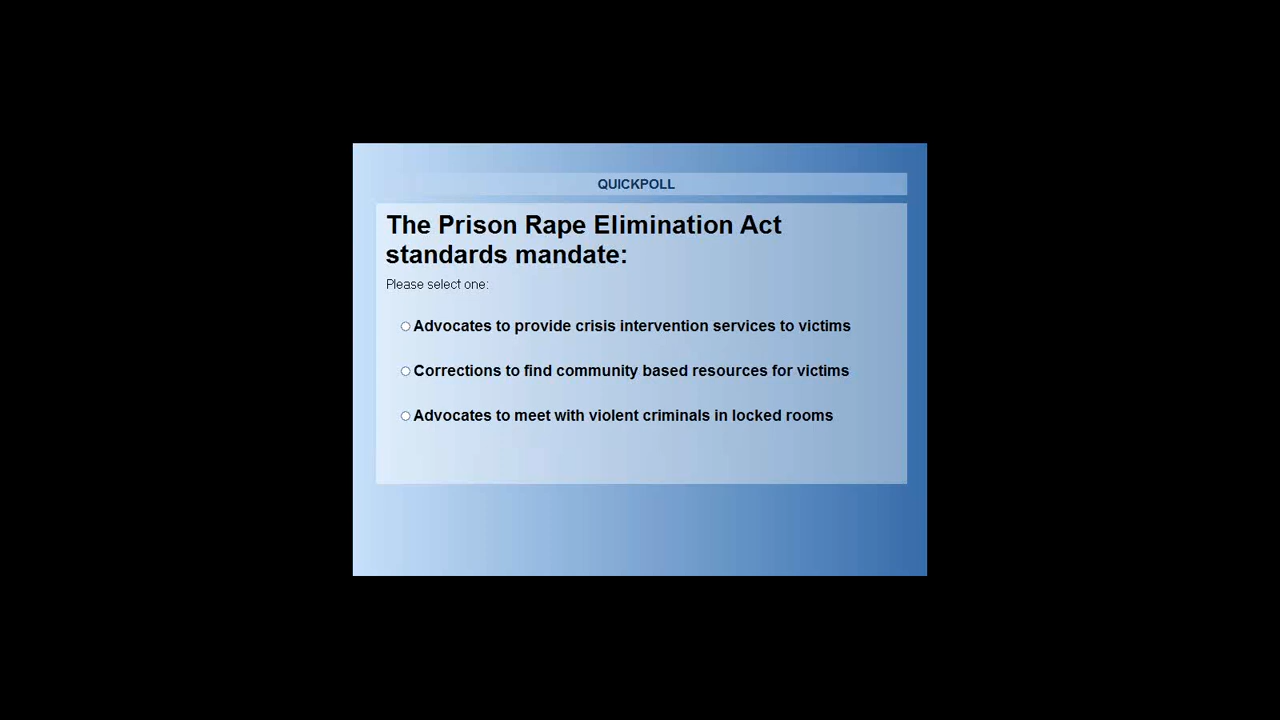 QUICKPOLL
The Prison Rape Elimination Act
standards mandate:
Please select one:
Advocates to provide crisis intervention services to victims
Corrections to find community based resources for victims
Advocates to meet with violent criminals in locked rooms